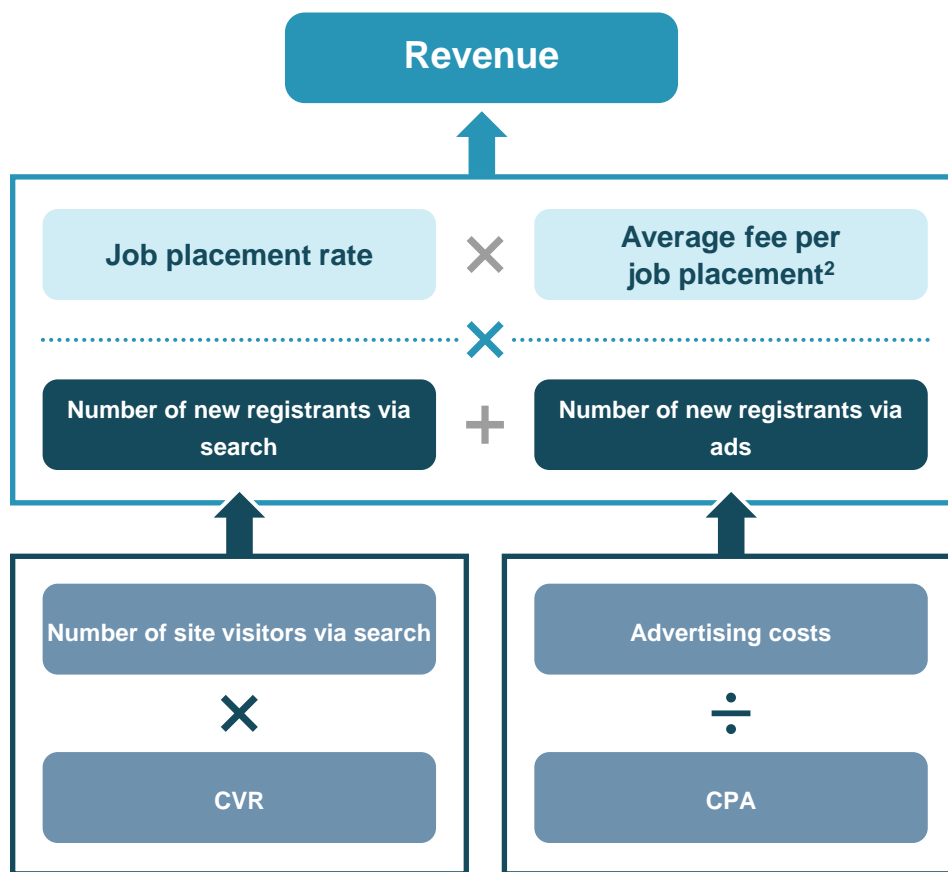 Revenue
Job placement rate
Average fee per
job placement²
Number of new registrants via
search
Number of new registrants via
ads
Number of site visitors via search
Advertising costs
CVR
CPA